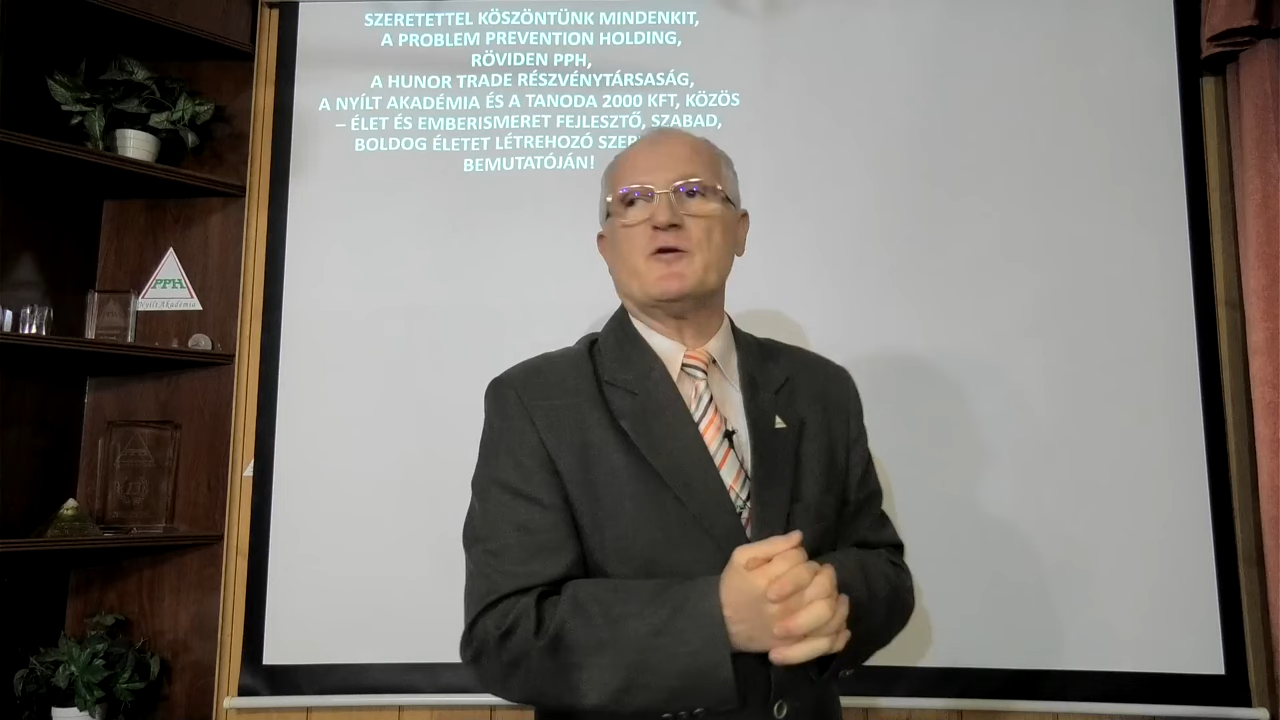 SZERETETTEL KÖSZÖNTÜNK MINDENKIT,
A PROBLEM PREVENTION HOLDING,
RÖVIDEN PPH,
A HUNOR TRADE RÉSZVÉNYTÁRSASÁG,
A NYÍLT AKADÉMIA ÉS A TANODA 2000 KFT, KÖZÖS
– ÉLET ÉS EMBERISMERET FEJLESZTŐ, SZABAD,
BOLDOG ÉLETET LÉTREHOZÓ
BEMUTATÓJÁN!
PPH
Nyílt Akadémia